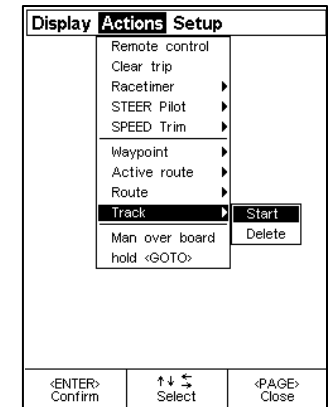 Display Actions Setup
Remote control
Clear trip
Racetimer
STEER Pilot
SPEED Trim
Waypoint
Active route
Route
Track
Start
Delete
Man over board
hold <GOTO>
<ENTER>
Confirm
↑↓ ⇆
Select
<PAGE>
Close